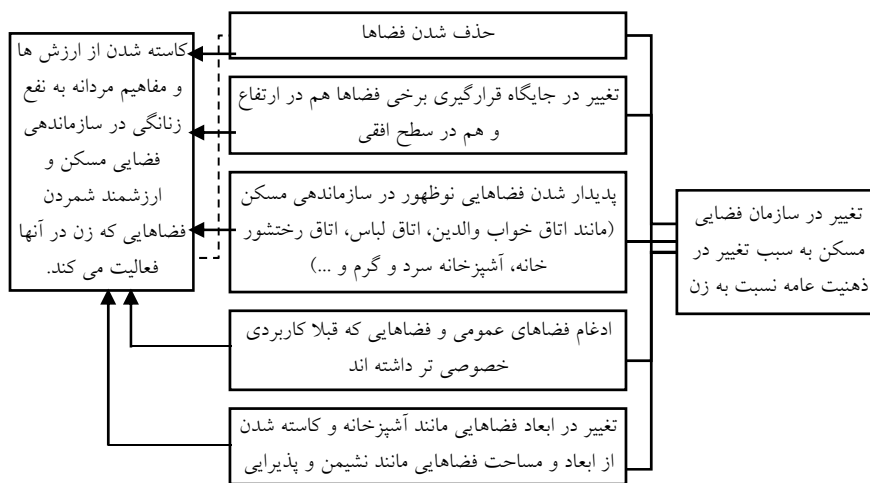 تغییر در سازمان فضایی
مسکن به سبب تغییر در
ذهنیت عامه نسبت به زن
حذف شدن فضاها
تغییر در جایگاه قرارگیری برخی فضاها هم در ارتفاع
و هم در سطح افقی
پدیدار شدن فضاهایی نوظهور در سازماندهی مسکن
(مانند اتاق خواب والدین، اتاق لباس، اتاق رختشور
خانه، آشپزخانه سرد و گرم و ...)
ادغام فضاهای عمومی و فضاهایی که قبلا کاربردی
خصوصی تر داشته اند
تغییر در ابعاد فضاهایی مانند آشپزخانه و کاسته شدن
از ابعاد و مساحت فضاهایی مانند نشیمن و پذیرایی
کاسته شدن از ارزش ها
و مفاهیم مردانه به نفع
زنانگی در سازماندهی
فضایی مسکن و
ارزشمند شمردن
فضاهایی که زن در آنها
فعالیت می کند.